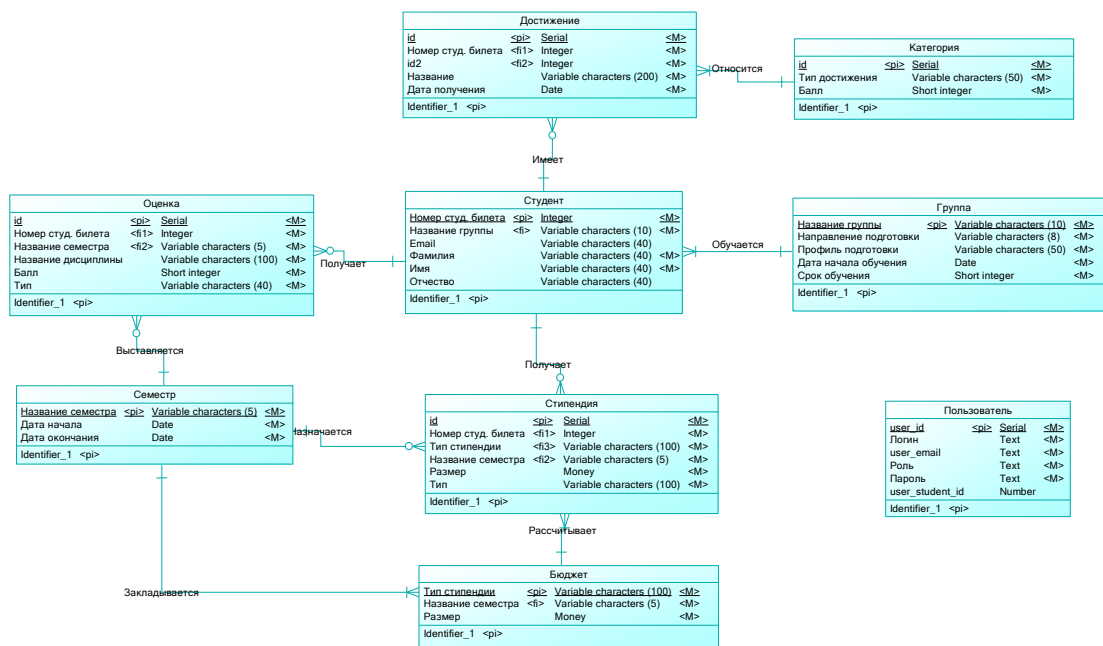 Достижение
id <pi> Serial <M>
Номер студ. билета <fi1> Integer <M>
id2 <fi2> Integer <M>
Название Variable characters (200) <M>
Дата получения Date <M>
Identifier_1 <pi>
Категория
id <pi> Serial <M>
Тип достижения Variable characters (50) <M>
Балл Short integer <M>
Identifier_1 <pi>
Относится
Имеет
Оценка
id <pi> Serial <M>
Номер студ. билета <fi1> Integer <M>
Название семестра <fi2> Variable characters (5) <M>
Название дисциплины Variable characters (100) <M>
Балл Short integer <M>
Тип Variable characters (40) <M>
Identifier_1 <pi>
Получает
Студент
Номер студ. билета <pi> Integer <M>
Название группы <fi> Variable characters (10) <M>
Email Variable characters (40)
Фамилия Variable characters (40) <M>
Имя Variable characters (40) <M>
Отчество Variable characters (40)
Identifier_1 <pi>
Обучается
Группа
Название группы <pi> Variable characters (10) <M>
Направление подготовки Variable characters (8) <M>
Профиль подготовки Variable characters (50) <M>
Дата начала обучения Date <M>
Срок обучения Short integer <M>
Identifier_1 <pi>
Выставляется
Получает
Семестр
Название семестра <pi> Variable characters (5) <M>
Дата начала Date <M>
Дата окончания Date <M>
Identifier_1 <pi>
азначается
Стипендия
id <pi> Serial <M>
Номер студ. билета <fi1> Integer <M>
Тип стипендии <fi3> Variable characters (100) <M>
Название семестра <fi2> Variable characters (5) <M>
Размер Money <M>
Тип Variable characters (100) <M>
Identifier_1 <pi>
Пользователь
user_id <pi> Serial <M>
Логин Text <M>
user_email Text <M>
Роль Text <M>
Пароль Text <M>
user_student_id Number
Identifier_1 <pi>
Рассчитывает
Закладывается
Бюджет
Тип стипендии <pi> Variable characters (100) <M>
Название семестра <fi> Variable characters (5) <M>
Размер Money <M>
Identifier_1 <pi>